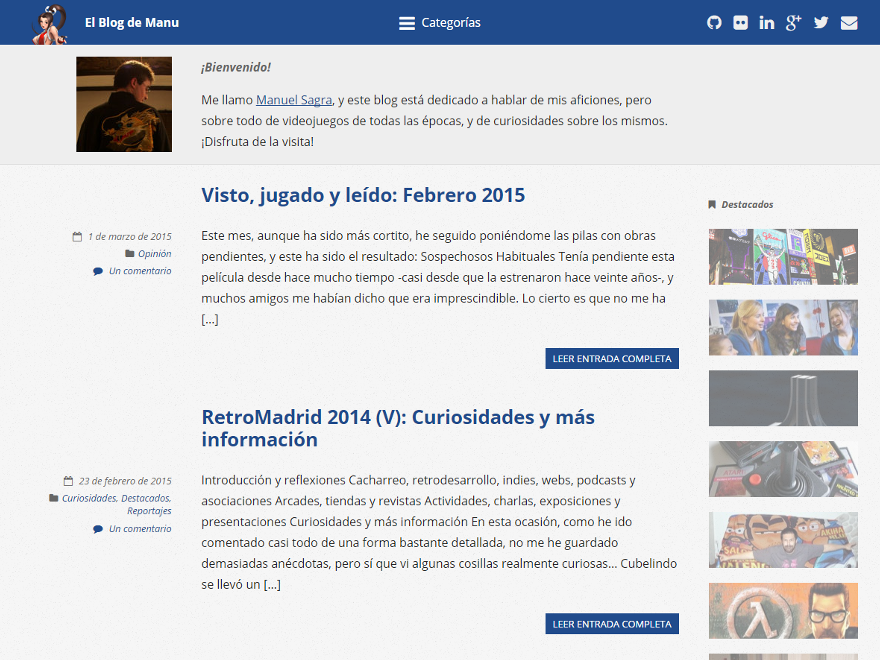 El Blog de Manu
Categorías
¡Bienvenido!
Me llamo Manuel Sagra, y este blog está dedicado a hablar de mis aficiones, pero
sobre todo de videojuegos de todas las épocas, y de curiosidades sobre los mismos.
¡Disfruta de la visita!
Visto, jugado y leído: Febrero 2015
1 de marzo de 2015
Opinión
Un comentario
Este mes, aunque ha sido más cortito, he seguido poniéndome las pilas con obras
pendientes, y este ha sido el resultado: Sospechosos Habituales Tenía pendiente esta
película desde hace mucho tiempo -casi desde que la estrenaron hace veinte años-, y
muchos amigos me habían dicho que era imprescindible. Lo cierto es que no me ha
[...]
LEER ENTRADA COMPLETA
RetroMadrid 2014 (V): Curiosidades y más
información
23 de febrero de 2015
Curiosidades, Destacados,
Reportajes
Un comentario
Introducción y reflexiones Cacharreo, retrodesarrollo, indies, webs, podcasts y
asociaciones Arcades, tiendas y revistas Actividades, charlas, exposiciones y
presentaciones Curiosidades y más información En esta ocasión, como he ido
comentado casi todo de una forma bastante detallada, no me he guardado
demasiadas anécdotas, pero sí que vi algunas cosillas realmente curiosas... Cubelindo
se llevó un [...]
LEER ENTRADA COMPLETA
Destacados